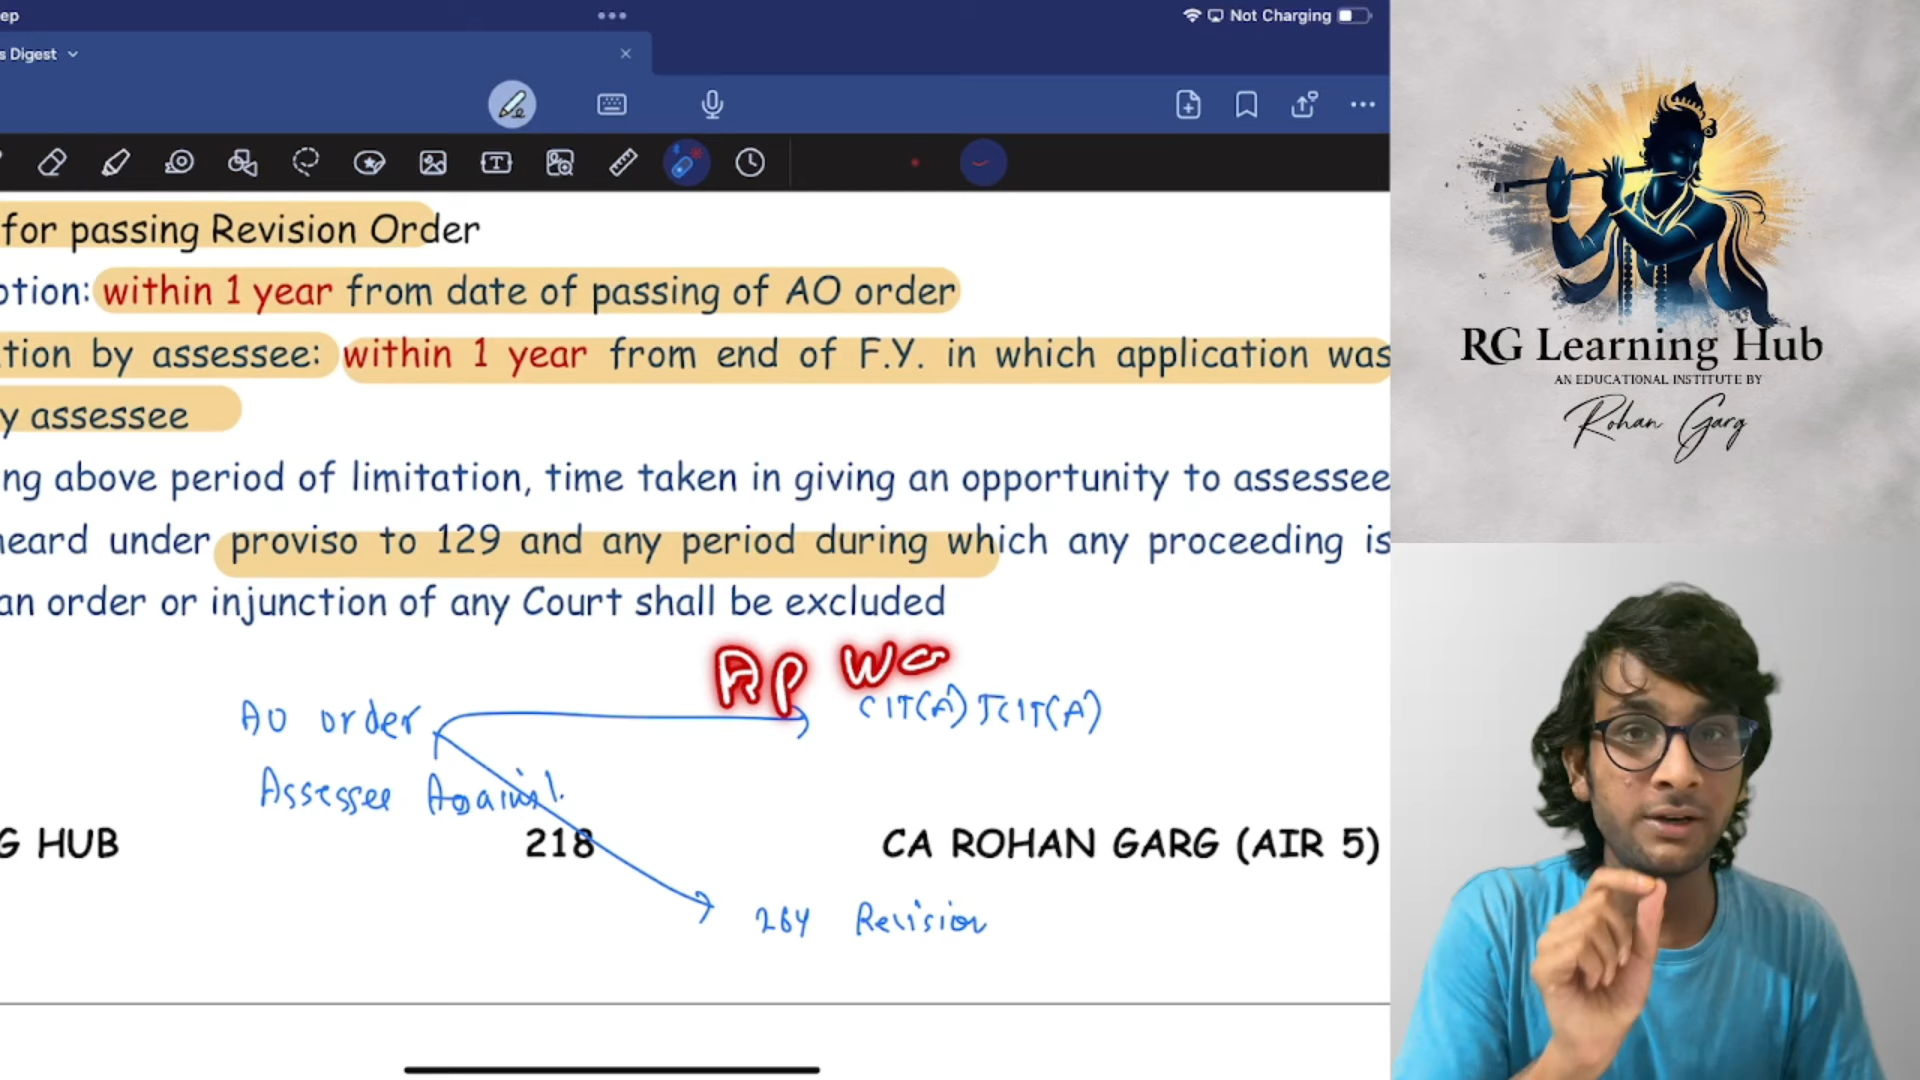 ep
Not Charging
s Digest
for passing Revision Order
otion: within 1 year from date of passing of AO order
tion by assessee: within 1 year from end of F.Y. in which application was
y assessee
ng above period of limitation, time taken in giving an opportunity to assessee
heard under proviso to 129 and any period during which any proceeding is
an order or injunction of any Court shall be excluded
Ap
AO order
CIT(A) JCIT(A)
Assessee Against
G HUB
218
CA ROHAN GARG (AIR 5)
264 Revision
RG Learning Hub
AN EDUCATIONAL INSTITUTE BY
Rohan Garg